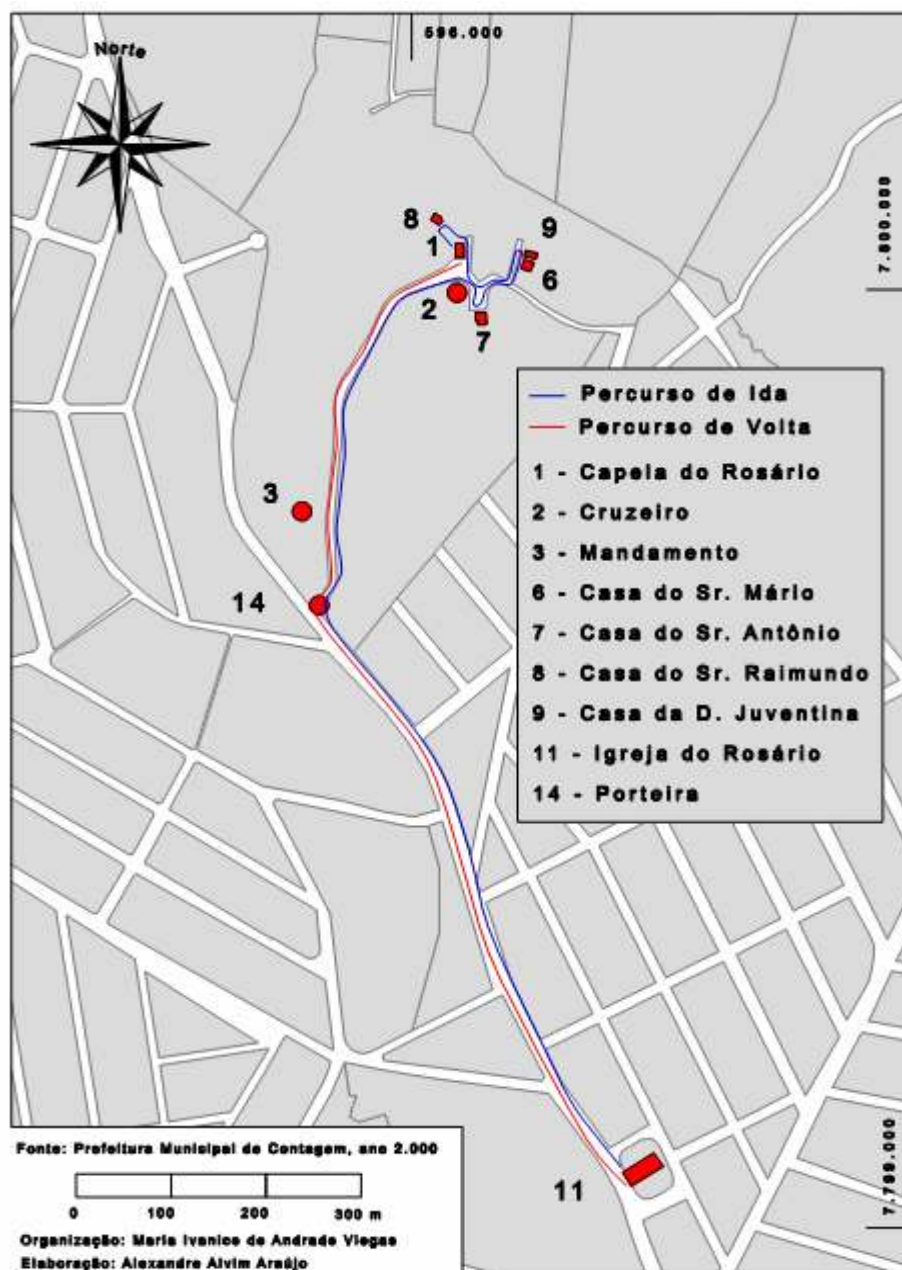 596.000
Norte
7.800.000
8
1
9
6
2
7
Percurso de Ida
Percurso de Volta
1 - Capela do Rosário
2 - Cruzeiro
3 - Mandamento
6 - Casa do Sr. Mário
7 - Casa do Sr. Antônio
8 - Casa do Sr. Raimundo
9 - Casa da D. Juventina
11 - Igreja do Rosário
14 - Porteira
3
14
11
7.799.000
Fonte: Prefeitura Munisipal de Contagem, ano 2.000
0 100 200 300 m
Organização: Maria Ivanice de Andrade Viegas
Elaboração: Alexandre Alvim Araújo